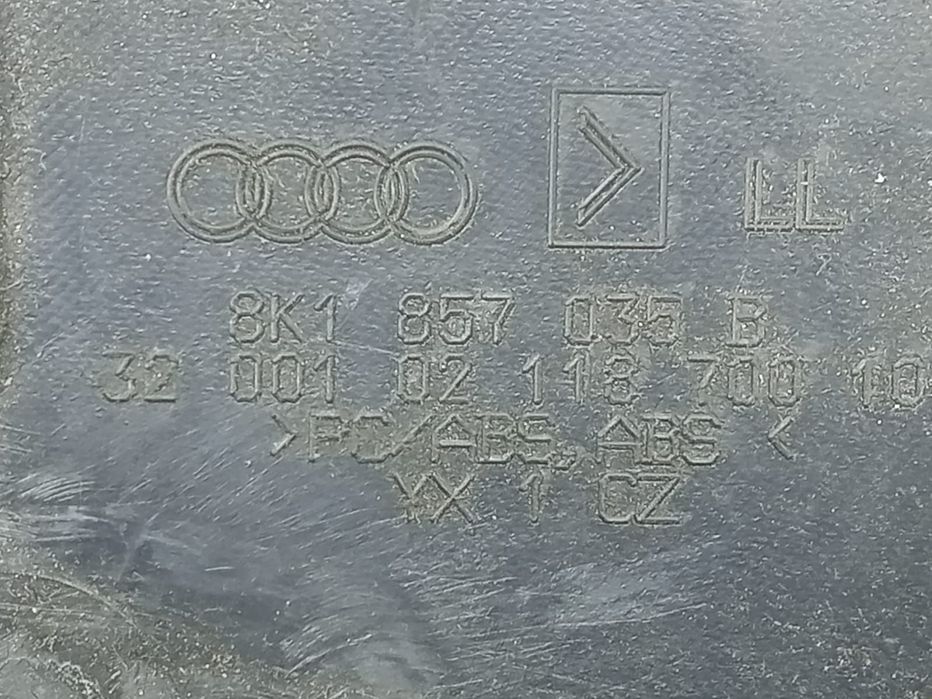 LL
8K1 857 035 B
32 001 02 118 700 10
>PC/ABS,ABS <
XX 1 CZ